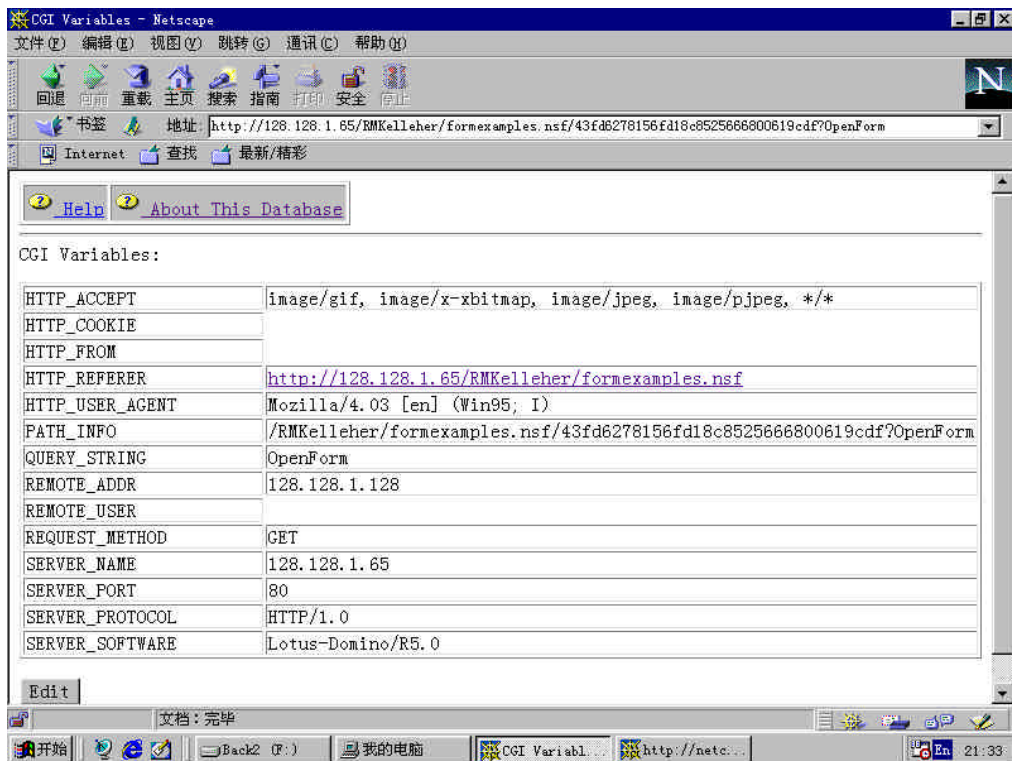 CGI Variables - Netscape
文件(F) 编辑(E) 视图(V) 跳转(G) 通讯(C) 帮助(H)
回退 向前 重载 主页 搜索 指南 打印 安全 停止
N
书签 地址: http://128.128.1.65/RMKelleher/formexamples.nsf/43fd6278156fd18c8525666800619cdf?OpenForm
Internet 查找 最新/精彩
Help About This Database
CGI Variables:
HTTP_ACCEPT image/gif, image/x-xbitmap, image/jpeg, image/pjpeg, */*
HTTP_COOKIE
HTTP_FROM
HTTP_REFERER http://128.128.1.65/RMKelleher/formexamples.nsf
HTTP_USER_AGENT Mozilla/4.03 [en] (Win95; I)
PATH_INFO /RMKelleher/formexamples.nsf/43fd6278156fd18c8525666800619cdf?OpenForm
QUERY_STRING OpenForm
REMOTE_ADDR 128.128.1.128
REMOTE_USER
REQUEST_METHOD GET
SERVER_NAME 128.128.1.65
SERVER_PORT 80
SERVER_PROTOCOL HTTP/1.0
SERVER_SOFTWARE Lotus-Domino/R5.0
Edit
文档：完毕
开始 Back2 (F:) 我的电脑 CGI Variabl... http://netc... En 21:33